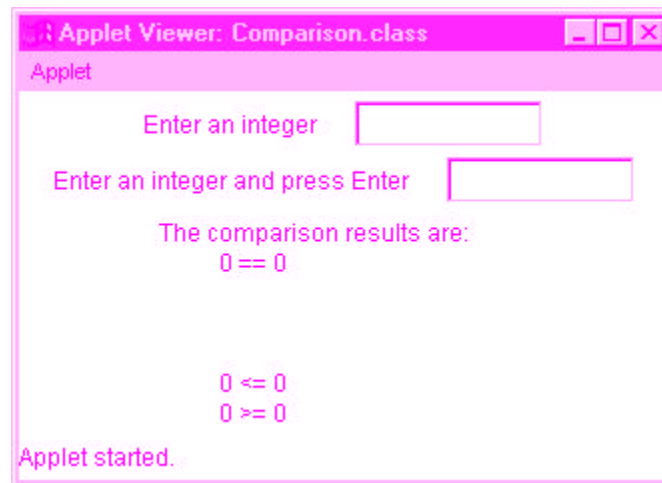 Applet Viewer: Comparison.class
Applet
Enter an integer
Enter an integer and press Enter
The comparison results are:
0 == 0
0 <= 0
0 >= 0
Applet started.